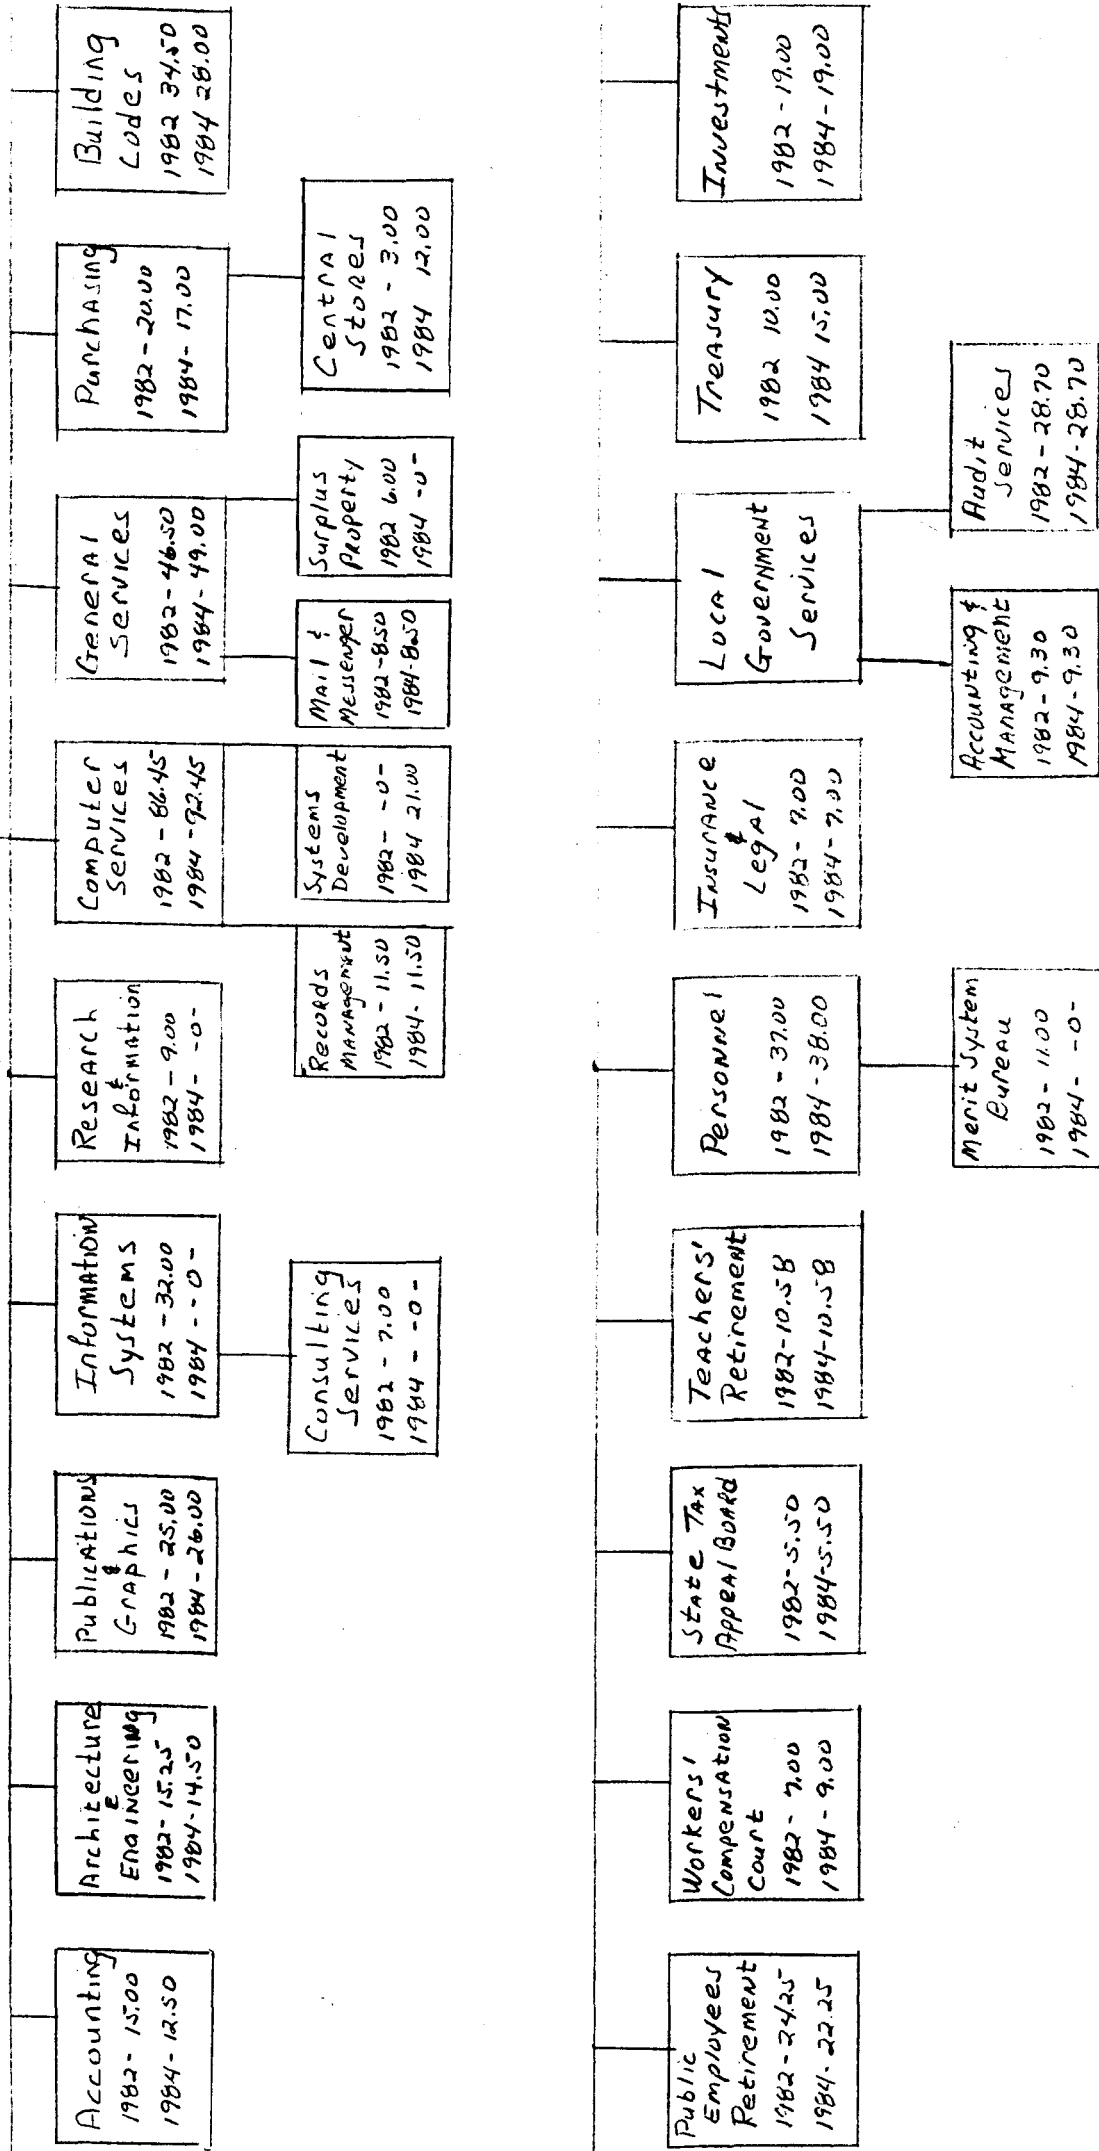 Accounting
1982- 15.00
1984- 12.50
Architecture
&
Engineering
1982-15.25
1984-14.50
Publications
&
Graphics
1982-25.00
1984-26.00
Information
Systems
1982-32.00
1984--0-
Consulting
Services
1982-7.00
1984--0-
Research
&
Information
1982-9.00
1984--0-
Computer
Services
1982-86.45
1984-92.45
Records
Management
1982-11.50
1984-11.50
Systems
Development
1982--0-
1984 21.00
General
Services
1982-46.50
1984-49.00
Mail &
Messenger
1982-8.50
1984-8.50
Surplus
Property
1982 6.00
1984-0-
Purchasing
1982-20.00
1984-17.00
Central
Stores
1982-3.00
1984 12.00
Building
Codes
1982 34.50
1984 28.00
Public
Employees
Retirement
1982-24.25
1984-22.25
Workers'
Compensation
Court
1982-7.00
1984-9.00
State Tax
Appeal Board
1982-5.50
1984-5.50
Teachers'
Retirement
1982-10.58
1984-10.58
Personnel
1982-37.00
1984-38.00
Merit System
Bureau
1982-11.00
1984--0-
Insurance
&
Legal
1982-7.00
1984-7.00
Local
Government
Services
Accounting &
Management
1982-9.30
1984-9.30
Audit
Services
1982-28.70
1984-28.70
Treasury
1982 10.00
1984 15.00
Investments
1982-19.00
1984-19.00